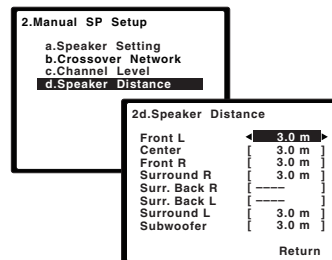 2.Manual SP Setup
a.Speaker Setting
b.Crossover Network
c.Channel Level
d.Speaker Distance
2d.Speaker Distance
Front L ◄ 3.0 m ►
Center [ 3.0 m ]
Front R [ 3.0 m ]
Surround R [ 3.0 m ]
Surr. Back R [ –––– ]
Surr. Back L [ –––– ]
Surround L [ 3.0 m ]
Subwoofer [ 3.0 m ]
Return